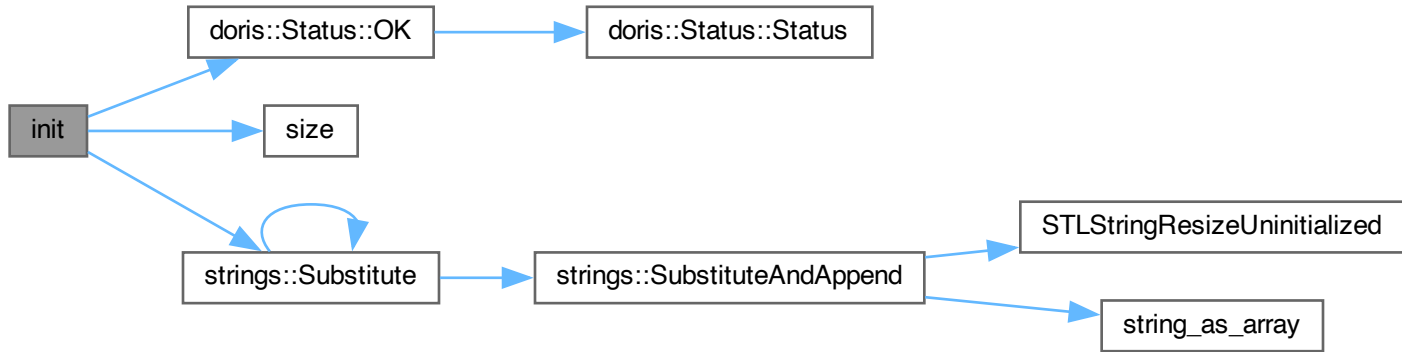 doris::Status::OK
doris::Status::Status
init
size
STLStringResizeUninitialized
strings::Substitute
strings::SubstituteAndAppend
string_as_array